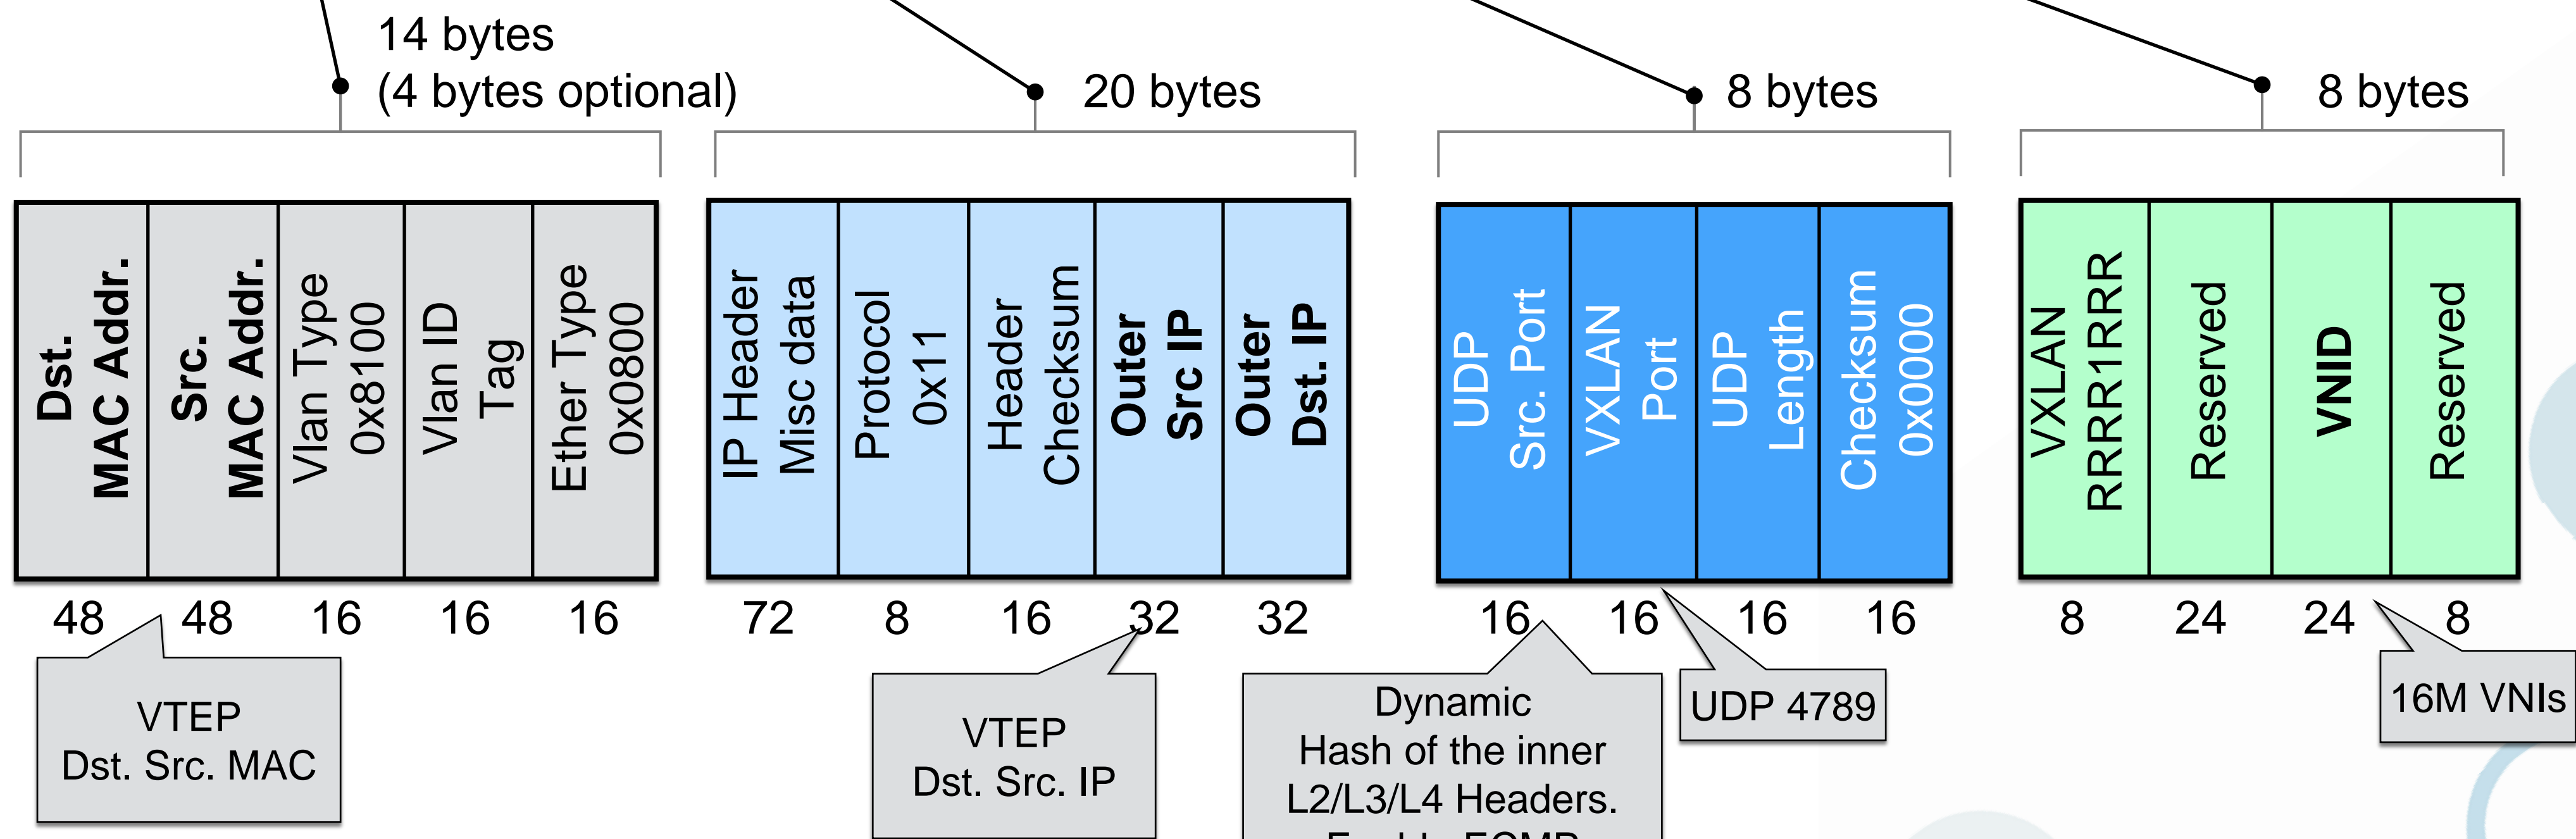 14 bytes
(4 bytes optional)
20 bytes
8 bytes
8 bytes
Dst.
MAC Addr.
Src.
MAC Addr.
Vlan Type
0x8100
Vlan ID
Tag
Ether Type
0x0800
IP Header
Misc data
Protocol
0x11
Header
Checksum
Outer
Src IP
Outer
Dst. IP
UDP
Src. Port
VXLAN
Port
UDP
Length
Checksum
0x0000
VXLAN
RRRR1RRR
Reserved
VNID
Reserved
48 48 16 16 16
72 8 16 32 32
16 16 16 16
8 24 24 8
VTEP
Dst. Src. MAC
VTEP
Dst. Src. IP
Dynamic
Hash of the inner
L2/L3/L4 Headers.
UDP 4789
16M VNIs